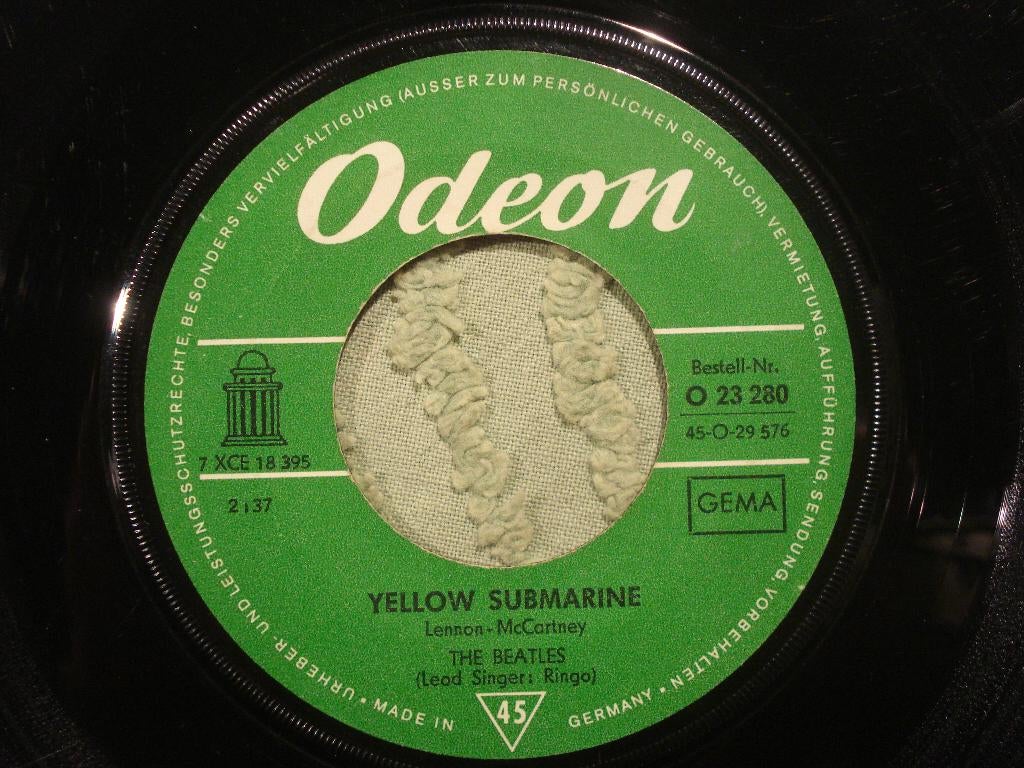 URHEBER- UND LEISTUNGSSCHUTZRECHTE, BESONDERS VERVIELFÄLTIGUNG (AUSSER ZUM PERSÖNLICHEN GEBRAUCH), VERMIETUNG, AUFFÜHRUNG, SENDUNG, VORBEHALTEN •
Odeon
7 XCE 18 395
2:37
Bestell-Nr.
O 23 280
45-O-29 576
GEMA
YELLOW SUBMARINE
Lennon - McCartney
THE BEATLES
(Lead Singer: Ringo)
• MADE IN
45
GERMANY •